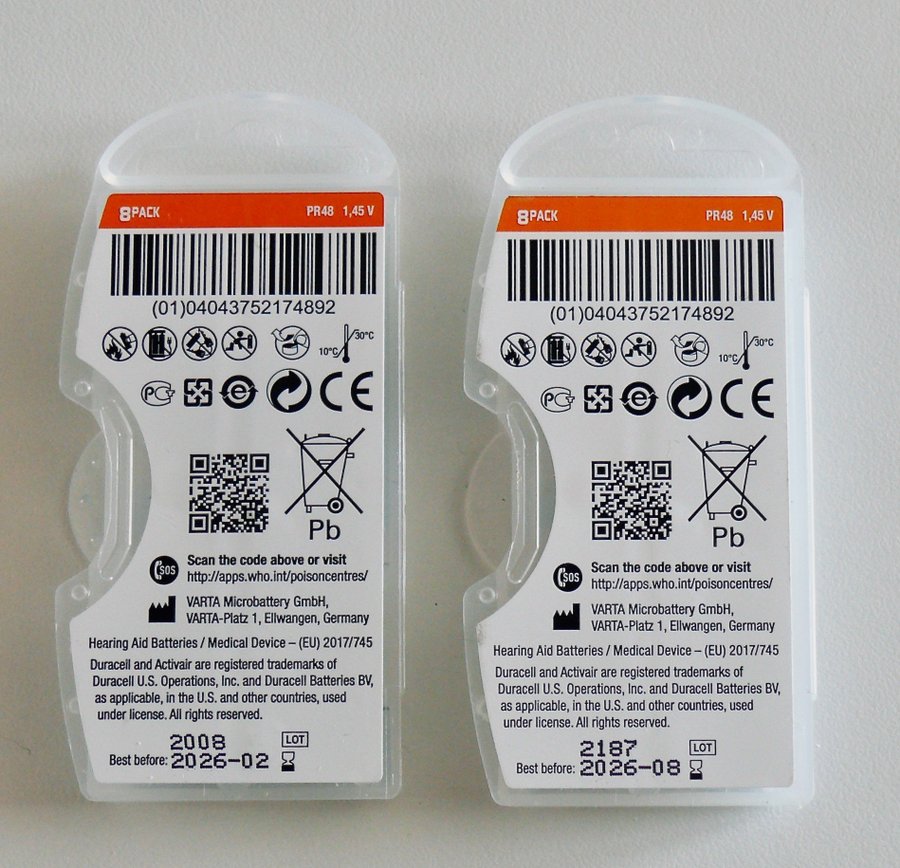 8PACK PR48 1,45 V
(01)04043752174892
10°C 30°C
PC CE
Pb
SOS Scan the code above or visit
http://apps.who.int/poisoncentres/
VARTA Microbattery GmbH,
VARTA-Platz 1, Ellwangen, Germany
Hearing Aid Batteries / Medical Device – (EU) 2017/745
Duracell and Activair are registered trademarks of
Duracell U.S. Operations, Inc. and Duracell Batteries BV,
as applicable, in the U.S. and other countries, used
under license. All rights reserved.
2008 LOT
Best before: 2026-02
8PACK PR48 1,45 V
(01)04043752174892
10°C 30°C
PC CE
Pb
SOS Scan the code above or visit
http://apps.who.int/poisoncentres/
VARTA Microbattery GmbH,
VARTA-Platz 1, Ellwangen, Germany
Hearing Aid Batteries / Medical Device – (EU) 2017/745
Duracell and Activair are registered trademarks of
Duracell U.S. Operations, Inc. and Duracell Batteries BV,
as applicable, in the U.S. and other countries, used
under license. All rights reserved.
2187 LOT
Best before: 2026-08